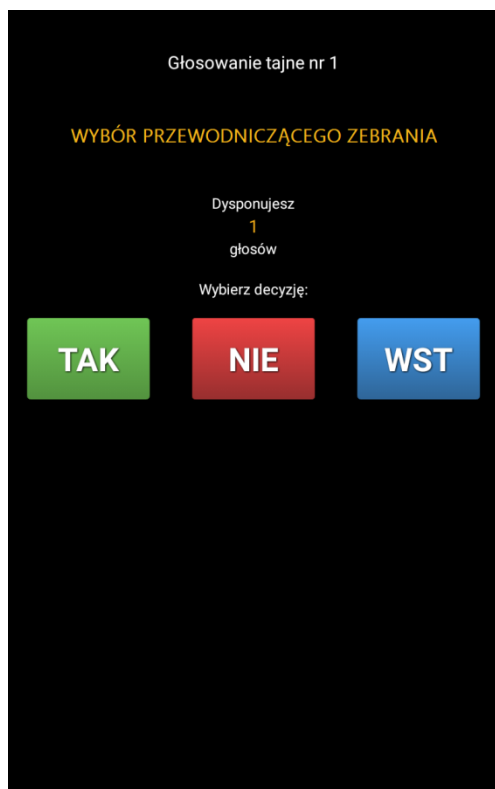 Głosowanie tajne nr 1
WYBÓR PRZEWODNICZĄCEGO ZEBRANIA
Dysponujesz
1
głosów
Wybierz decyzję:
TAK NIE WST